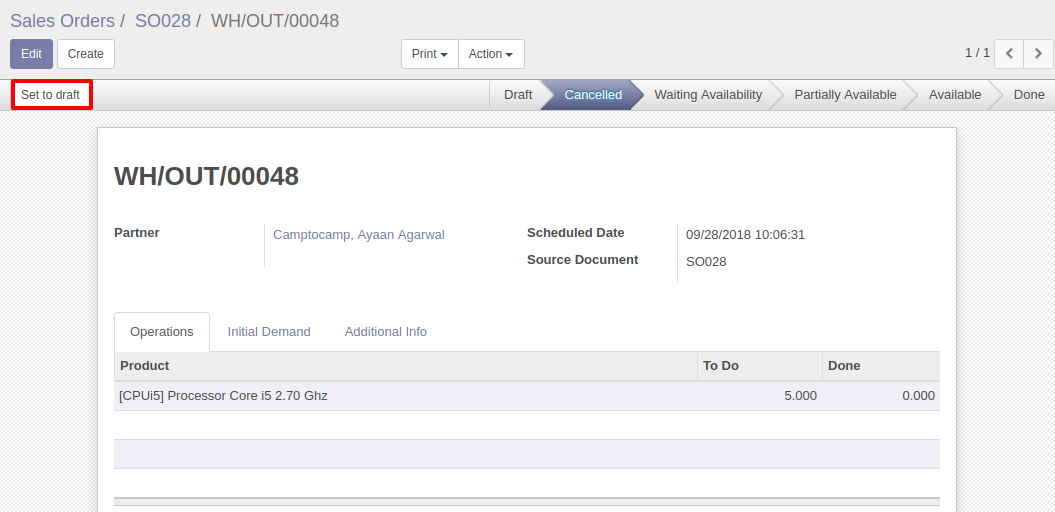 Sales Orders / SO028 / WH/OUT/00048
Edit Create Print Action 1 / 1
Set to draft Draft Cancelled Waiting Availability Partially Available Available Done
WH/OUT/00048
Partner Camptocamp, Ayaan Agarwal Scheduled Date 09/28/2018 10:06:31
Source Document SO028
Operations Initial Demand Additional Info
Product To Do Done
[CPUi5] Processor Core i5 2.70 Ghz 5.000 0.000